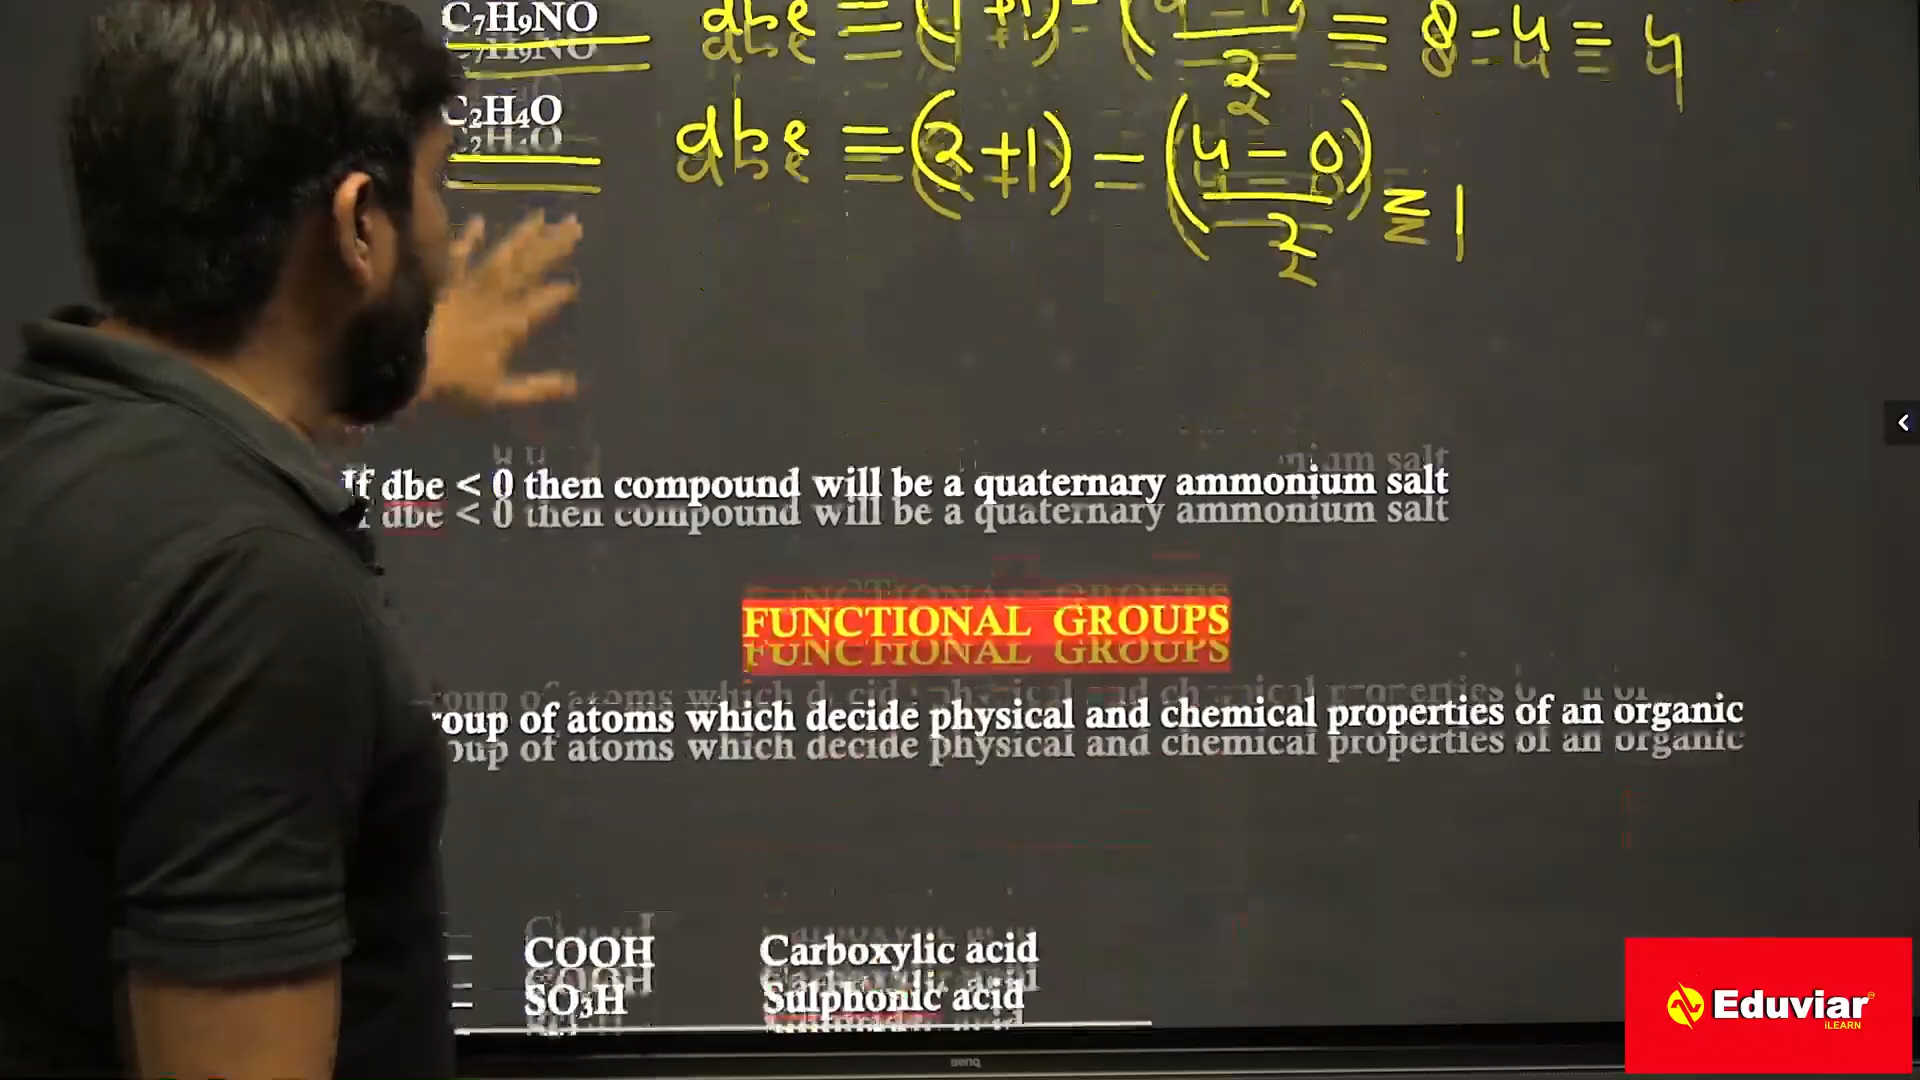 C₇H₉NO dbe = (7+1) - (9-1)/2 = 8-4 = 4
C₂H₄O dbe = (2+1) - (4-0)/2 ≅ 1
If dbe < 0 then compound will be a quaternary ammonium salt
FUNCTIONAL GROUPS
roup of atoms which decide physical and chemical properties of an organic
– COOH Carboxylic acid
– SO₃H Sulphonic acid
BenQ
Eduviar
iLEARN